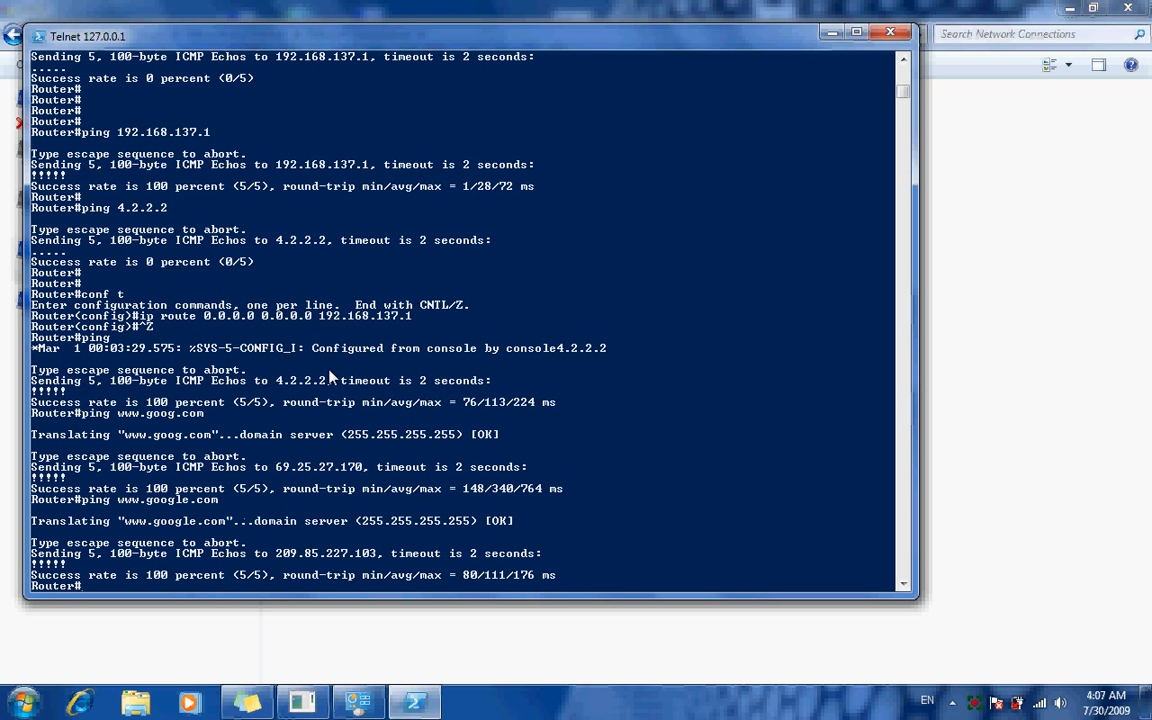 Telnet 127.0.0.1
Search Network Connections
Sending 5, 100-byte ICMP Echos to 192.168.137.1, timeout is 2 seconds:
.....
Success rate is 0 percent (0/5)
Router#
Router#
Router#
Router#
Router#ping 192.168.137.1
Type escape sequence to abort.
Sending 5, 100-byte ICMP Echos to 192.168.137.1, timeout is 2 seconds:
!!!!!
Success rate is 100 percent (5/5), round-trip min/avg/max = 1/28/72 ms
Router#
Router#ping 4.2.2.2
Type escape sequence to abort.
Sending 5, 100-byte ICMP Echos to 4.2.2.2, timeout is 2 seconds:
.....
Success rate is 0 percent (0/5)
Router#
Router#
Router#conf t
Enter configuration commands, one per line.  End with CNTL/Z.
Router(config)#ip route 0.0.0.0 0.0.0.0 192.168.137.1
Router(config)#^Z
Router#ping
*Mar  1 00:03:29.575: %SYS-5-CONFIG_I: Configured from console by console4.2.2.2
Type escape sequence to abort.
Sending 5, 100-byte ICMP Echos to 4.2.2.2, timeout is 2 seconds:
!!!!!
Success rate is 100 percent (5/5), round-trip min/avg/max = 76/113/224 ms
Router#ping www.goog.com
Translating "www.goog.com"...domain server (255.255.255.255) [OK]
Type escape sequence to abort.
Sending 5, 100-byte ICMP Echos to 69.25.27.170, timeout is 2 seconds:
!!!!!
Success rate is 100 percent (5/5), round-trip min/avg/max = 148/340/764 ms
Router#ping www.google.com
Translating "www.google.com"...domain server (255.255.255.255) [OK]
Type escape sequence to abort.
Sending 5, 100-byte ICMP Echos to 209.85.227.103, timeout is 2 seconds:
!!!!!
Success rate is 100 percent (5/5), round-trip min/avg/max = 80/111/176 ms
Router#
EN
4:07 AM
7/30/2009